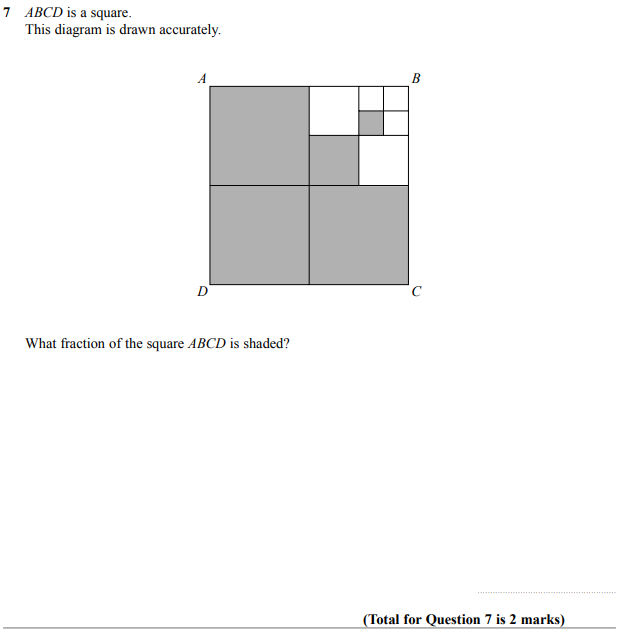 7 ABCD is a square.
This diagram is drawn accurately.
A B
D C
What fraction of the square ABCD is shaded?
(Total for Question 7 is 2 marks)